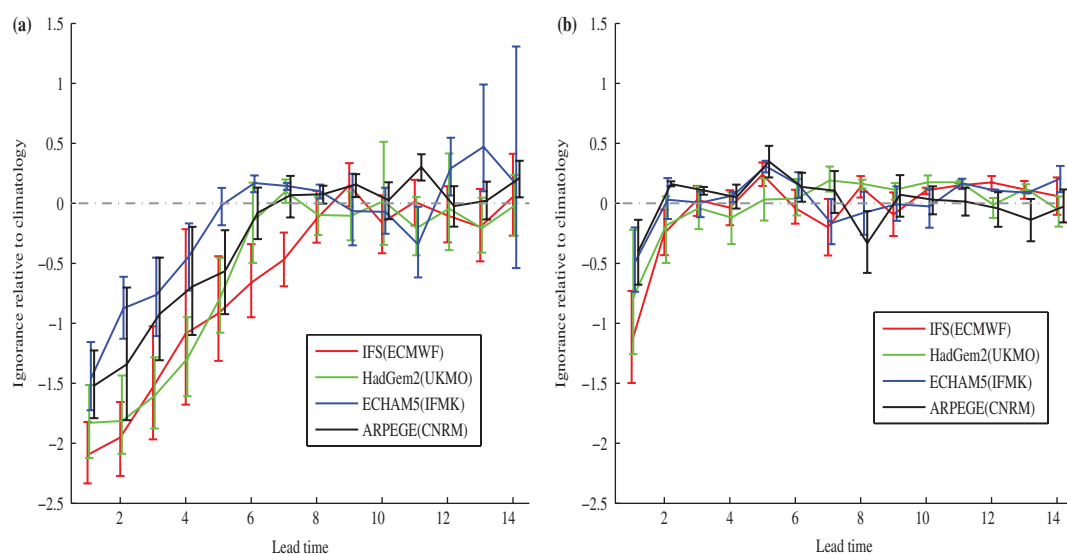 (a)
1.5
1
0.5
0
−0.5
−1
−1.5
−2
−2.5
Ignorance relative to climatology
2
4
6
8
10
12
14
Lead time
IFS(ECMWF)
HadGem2(UKMO)
ECHAM5(IFMK)
ARPEGE(CNRM)
(b)
1.5
1
0.5
0
−0.5
−1
−1.5
−2
−2.5
Ignorance relative to climatology
2
4
6
8
10
12
14
Lead time
IFS(ECMWF)
HadGem2(UKMO)
ECHAM5(IFMK)
ARPEGE(CNRM)